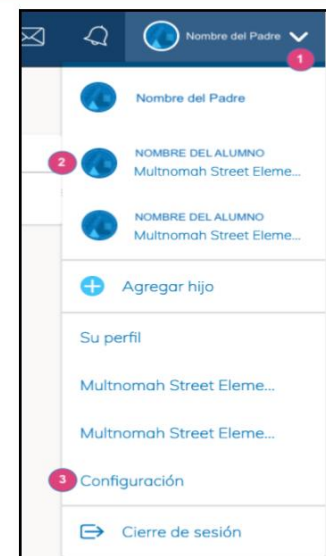 Nombre del Padre
1
Nombre del Padre
NOMBRE DEL ALUMNO
2
Multnomah Street Eleme...
NOMBRE DEL ALUMNO
Multnomah Street Eleme...
Agregar hijo
Su perfil
Multnomah Street Eleme...
Multnomah Street Eleme...
3 Configuración
Cierre de sesión